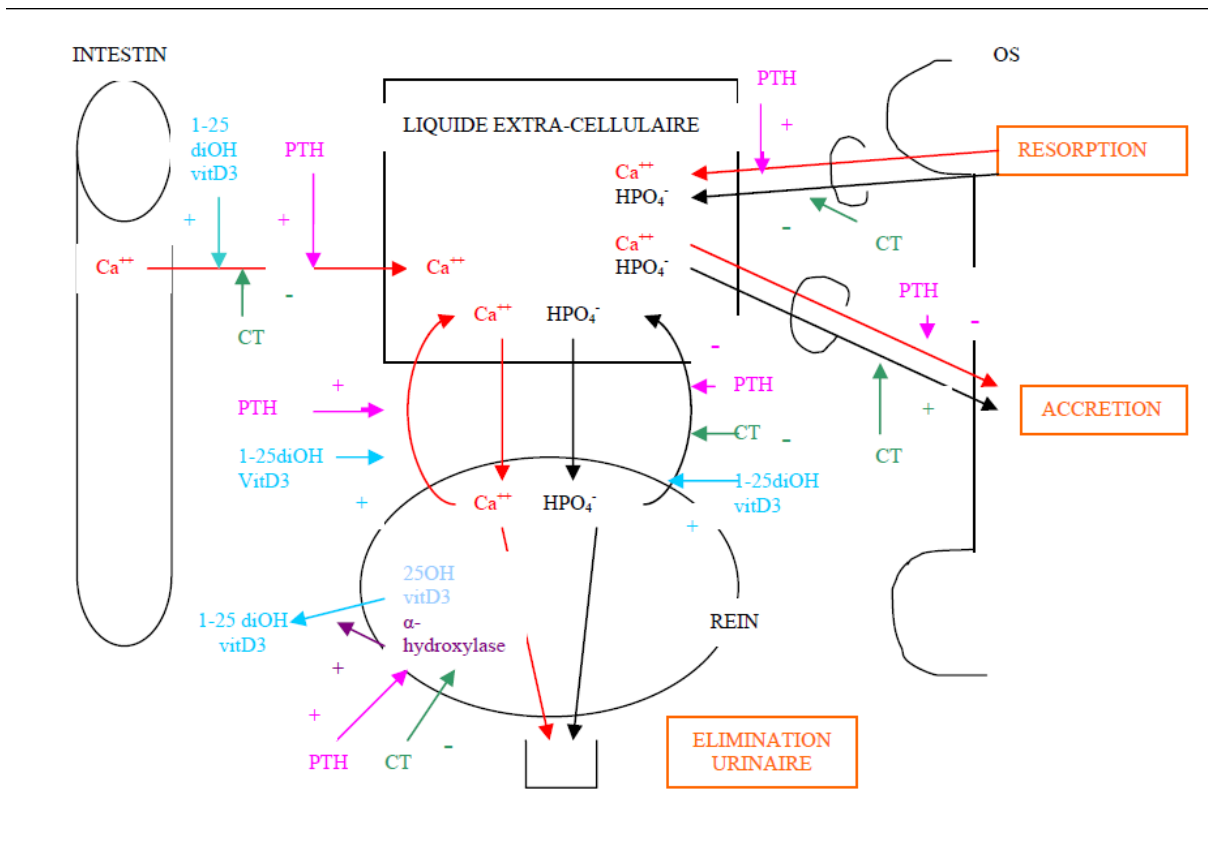 INTESTIN
OS
PTH
+
1-25
diOH
vitD3
PTH
LIQUIDE EXTRA-CELLULAIRE
RESORPTION
Ca++
HPO4-
+
+
-
CT
Ca++
HPO4-
Ca++
Ca++
-
CT
PTH
-
Ca++
HPO4-
-
+
PTH
PTH
ACCRETION
+
CT
-
CT
1-25diOH
VitD3
1-25diOH
vitD3
+
+
Ca++
HPO4-
25OH
vitD3
α-
hydroxylase
1-25 diOH
vitD3
REIN
+
+
-
PTH
CT
ELIMINATION
URINAIRE